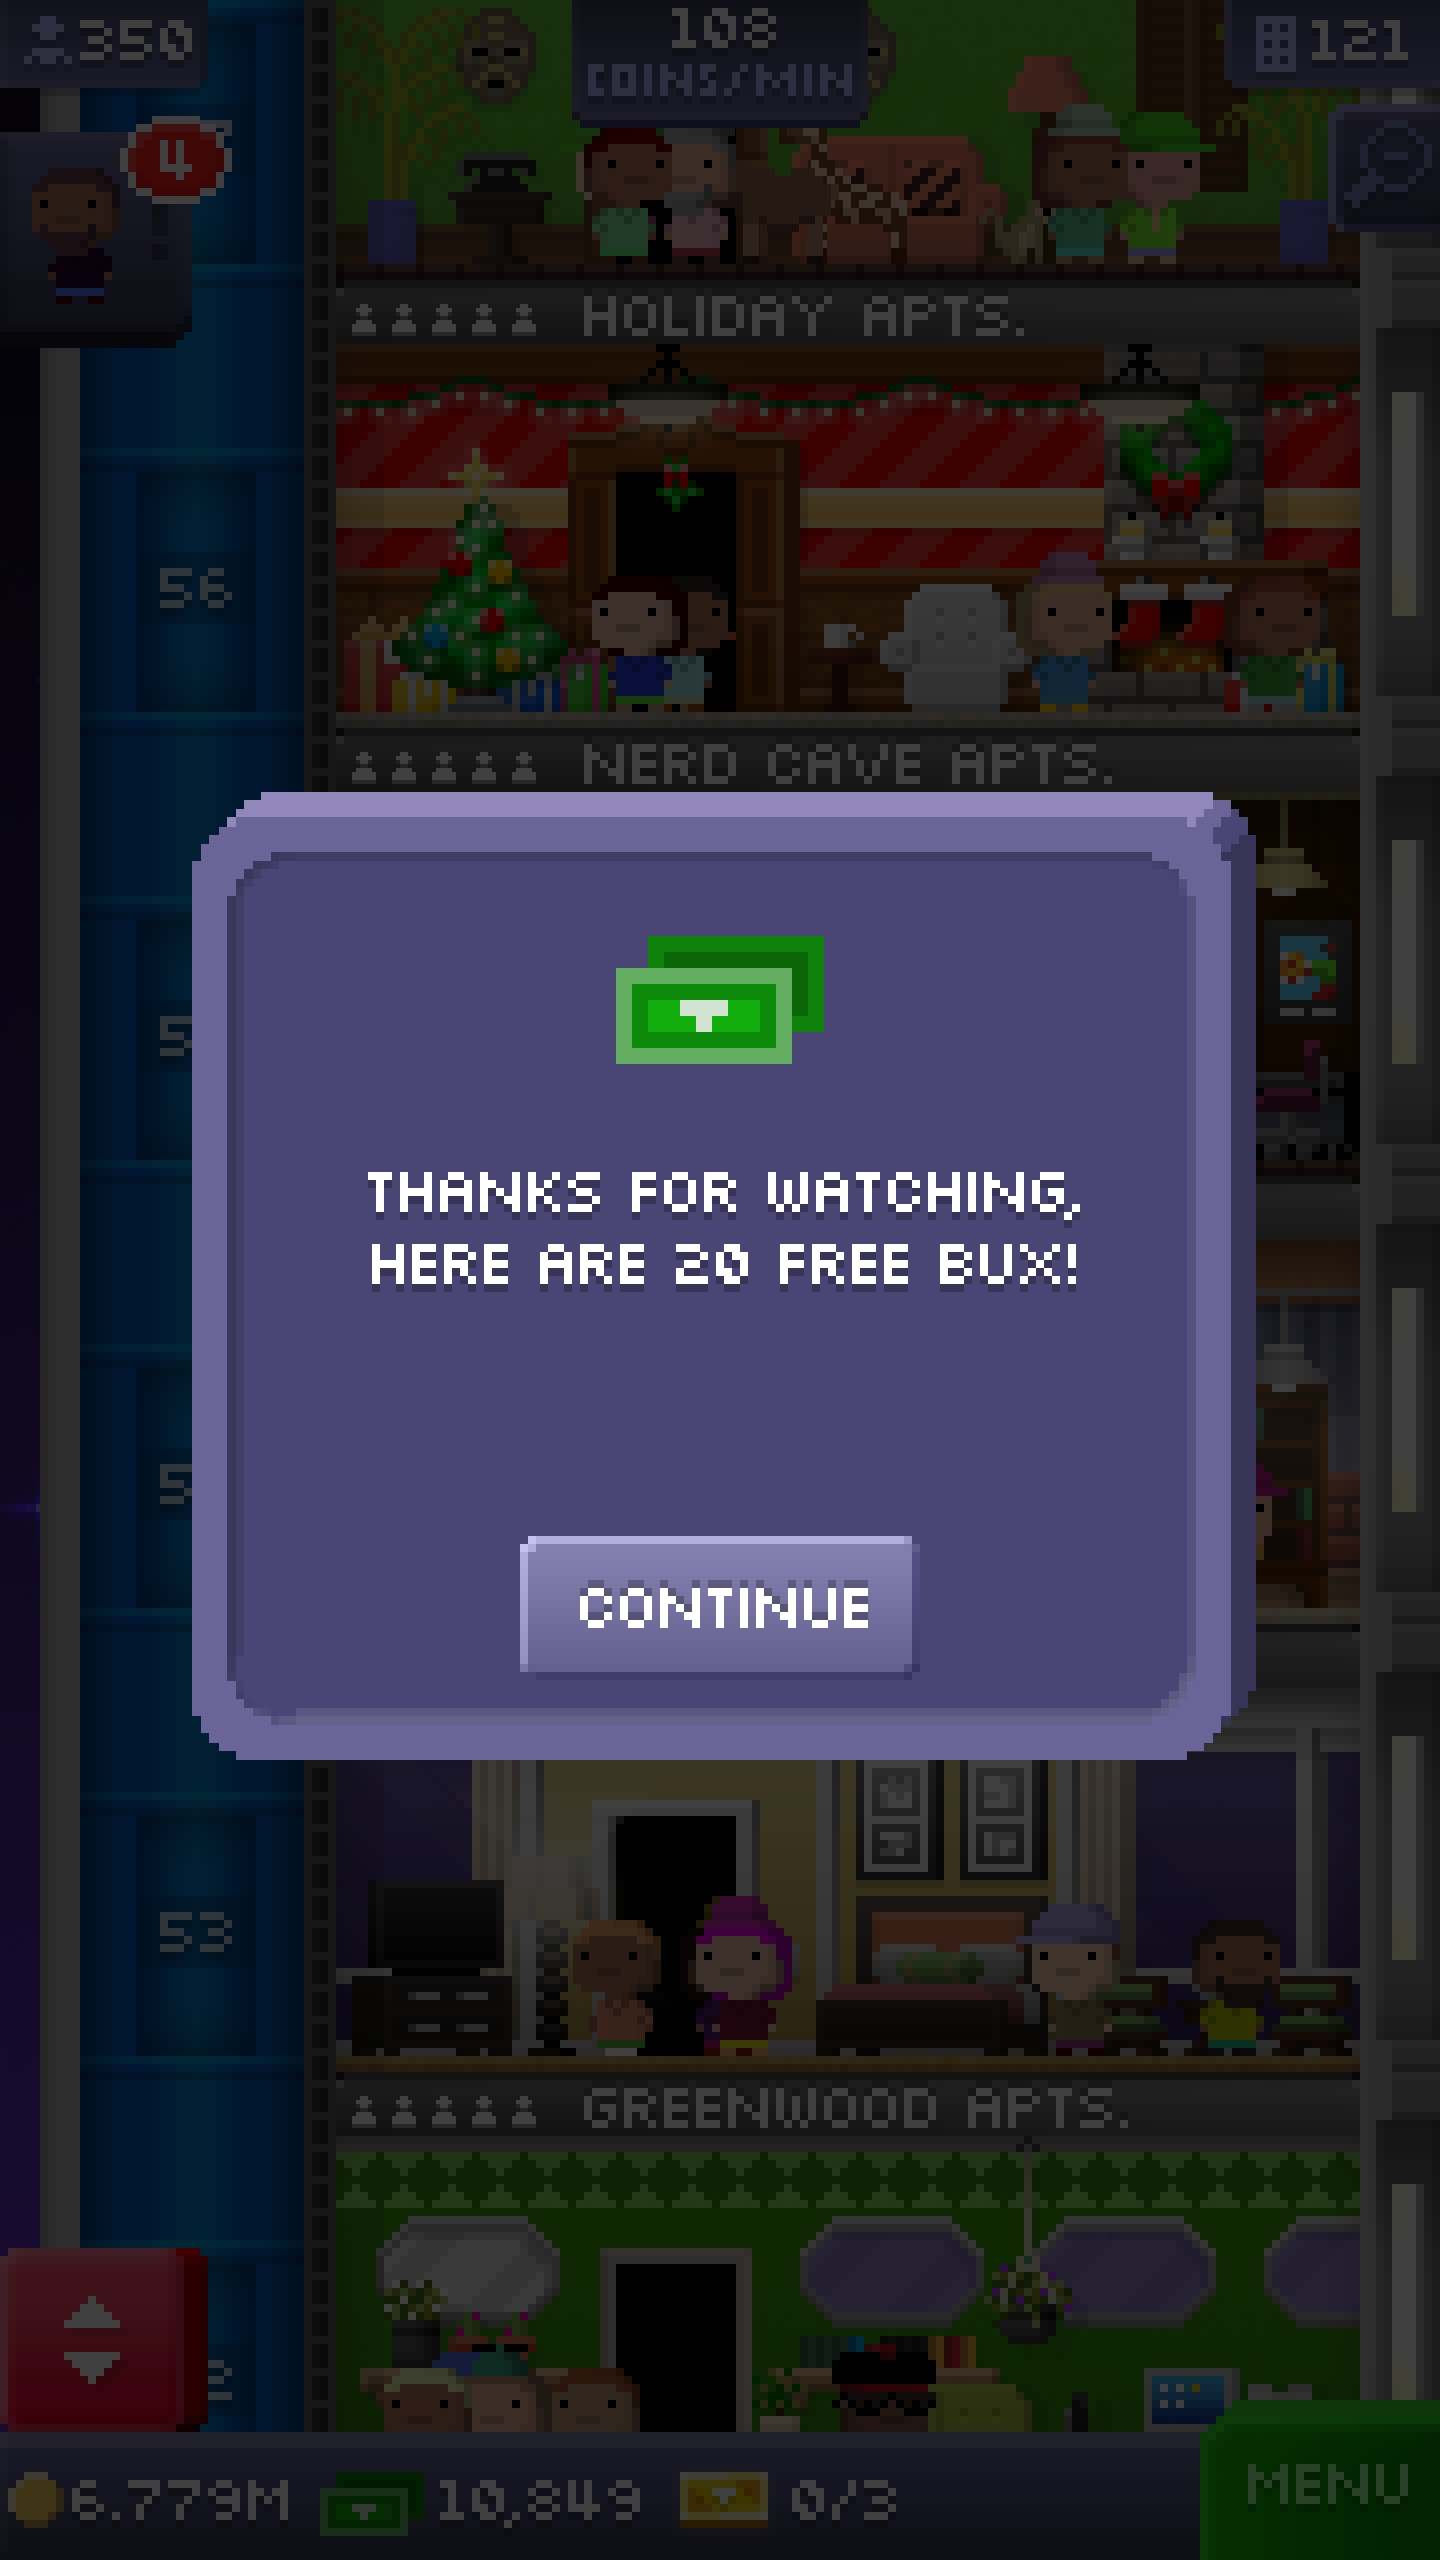 350
108
COINS/MIN
121
4
HOLIDAY APTS.
56
NERD CAVE APTS.
THANKS FOR WATCHING,
HERE ARE 20 FREE BUX!
CONTINUE
53
GREENWOOD APTS.
6.779M
10,849
0/3
MENU